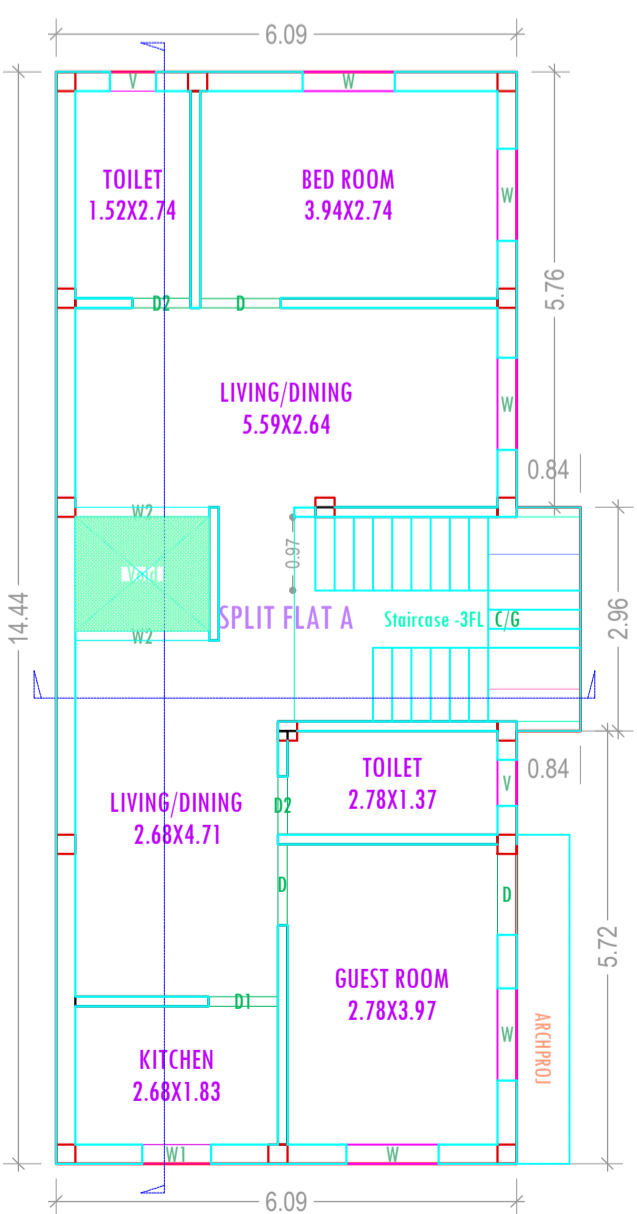 6.09
V
W
TOILET
1.52X2.74
BED ROOM
3.94X2.74
W
5.76
D2
D
LIVING/DINING
5.59X2.64
W
0.84
W2
0.97
Void
14.44
SPLIT FLAT A
Staircase -3FL
C/G
2.96
W2
TOILET
2.78X1.37
0.84
V
LIVING/DINING
2.68X4.71
D2
D
D
5.72
GUEST ROOM
2.78X3.97
D1
W
ARCHPROJ
KITCHEN
2.68X1.83
W1
W
6.09